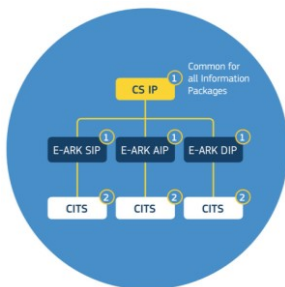 1
Common for
all Information
Packages
CS IP
1 1 1
E-ARK SIP E-ARK AIP E-ARK DIP
2 2 2
CITS CITS CITS